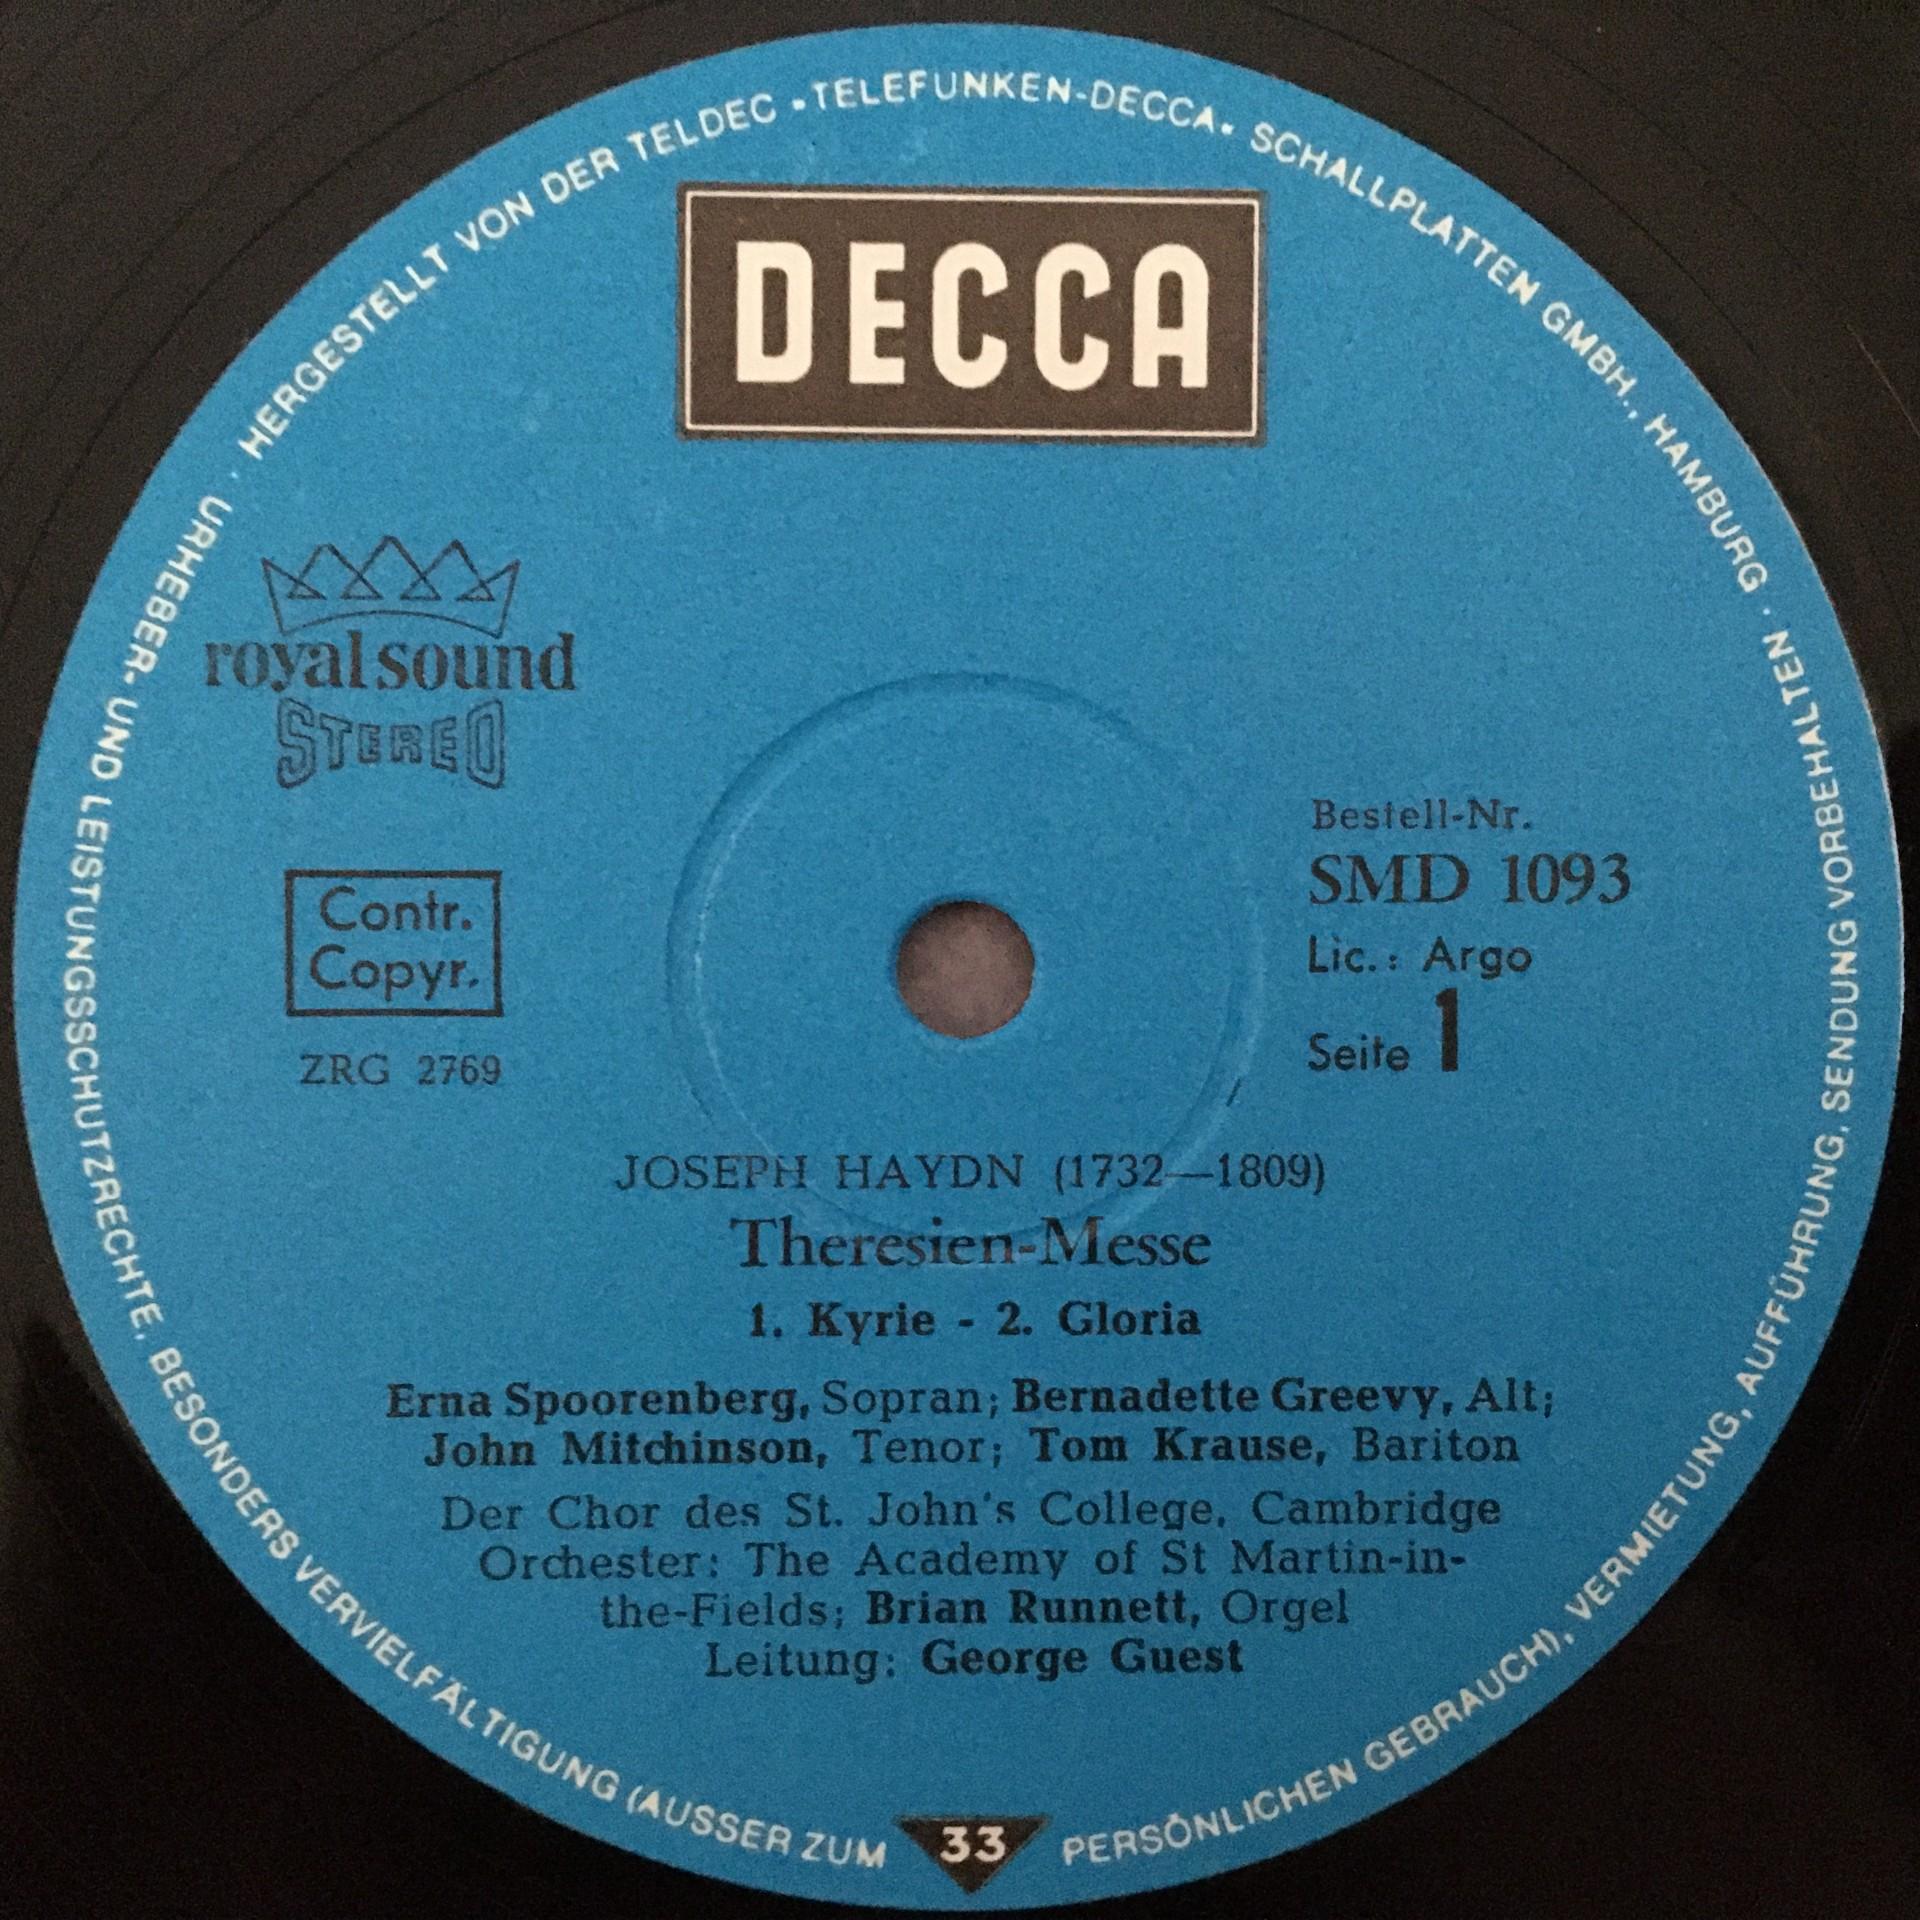 HERGESTELLT VON DER TELDEC •TELEFUNKEN-DECCA• SCHALLPLATTEN GMBH., HAMBURG ·
URHEBER- UND LEISTUNGSSCHUTZRECHTE, BESONDERS VERVIELFÄLTIGUNG (AUSSER ZUM PERSÖNLICHEN GEBRAUCH), VERMIETUNG, AUFFÜHRUNG, SENDUNG VORBEHALTEN ·
DECCA
royal sound
STEREO
Contr.
Copyr.
ZRG 2769
Bestell-Nr.
SMD 1093
Lic.: Argo
Seite 1
JOSEPH HAYDN (1732—1809)
Theresien-Messe
1. Kyrie - 2. Gloria
Erna Spoorenberg, Sopran; Bernadette Greevy, Alt;
John Mitchinson, Tenor; Tom Krause, Bariton
Der Chor des St. John's College, Cambridge
Orchester: The Academy of St Martin-in-
the-Fields; Brian Runnett, Orgel
Leitung: George Guest
33